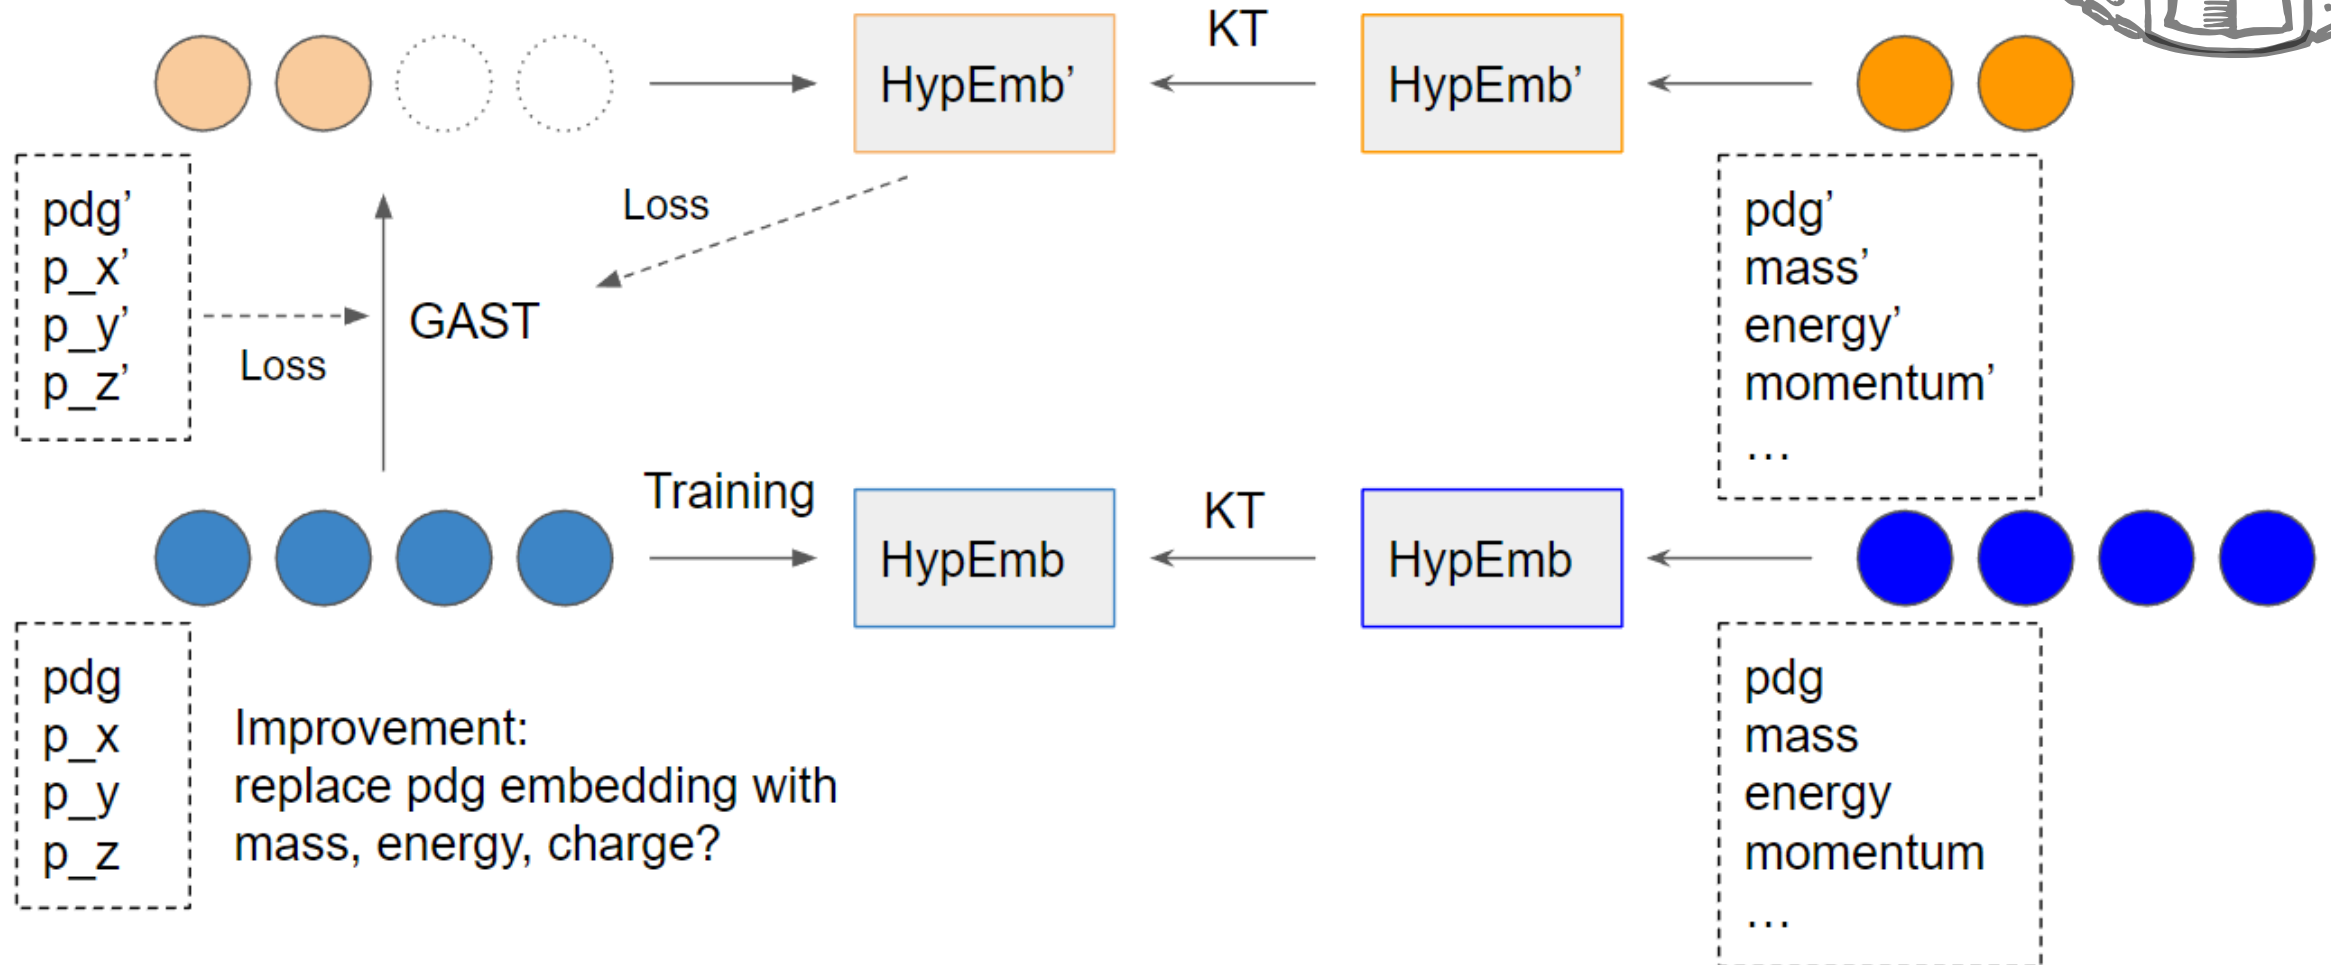 KT
HypEmb’
HypEmb’
pdg’
p_x’
p_y’
p_z’
Loss
Loss
GAST
pdg’
mass’
energy’
momentum’
…
Training
KT
HypEmb
HypEmb
pdg
p_x
p_y
p_z
Improvement:
replace pdg embedding with
mass, energy, charge?
pdg
mass
energy
momentum
…